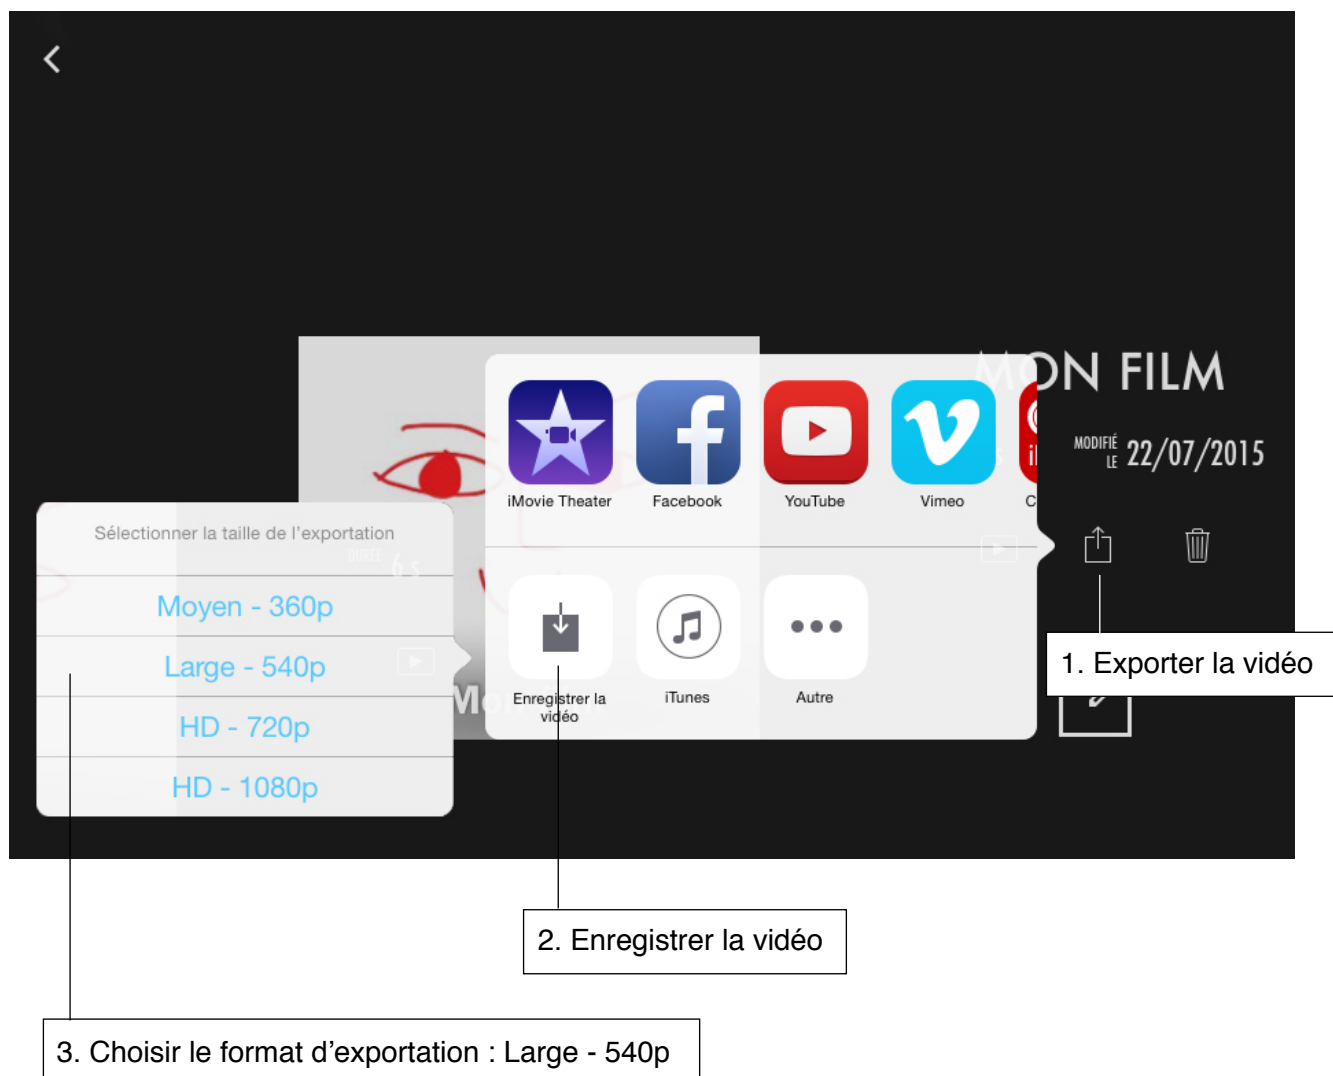 MON FILM
MODIFIÉ
LE 22/07/2015
iMovie Theater
Facebook
YouTube
Vimeo
C
Sélectionner la taille de l'exportation
DURÉE 6 s
Moyen - 360p
Large - 540p
HD - 720p
HD - 1080p
Enregistrer la
vidéo
iTunes
Autre
1. Exporter la vidéo
2. Enregistrer la vidéo
3. Choisir le format d'exportation : Large - 540p